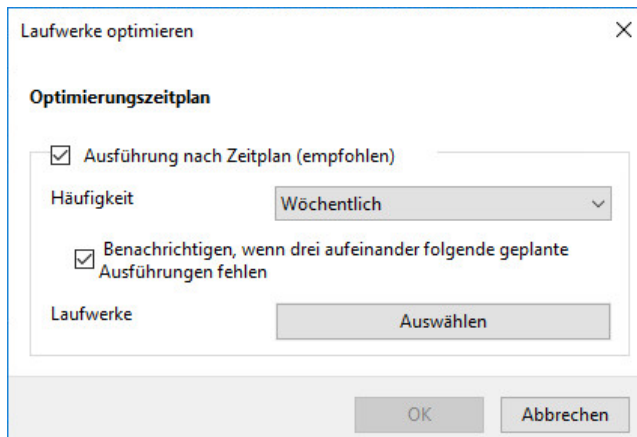 Laufwerke optimieren
Optimierungszeitplan
Ausführung nach Zeitplan (empfohlen)
Häufigkeit
Wöchentlich
Benachrichtigen, wenn drei aufeinander folgende geplante
Ausführungen fehlen
Laufwerke
Auswählen
OK
Abbrechen